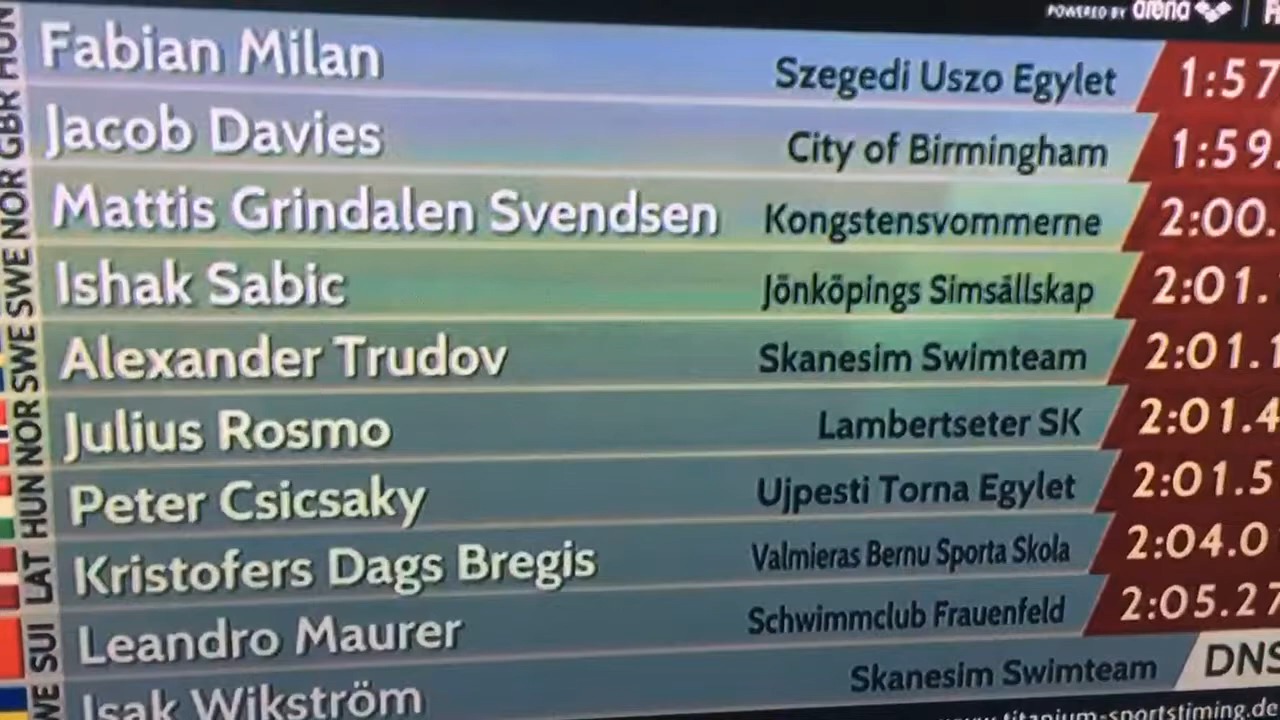 POWERED BY arena
HUN Fabian Milan Szegedi Uszo Egylet 1:57
GBR Jacob Davies City of Birmingham 1:59.
NOR Mattis Grindalen Svendsen Kongstensvommerne 2:00.
SWE Ishak Sabic Jönköpings Simsällskap 2:01.
SWE Alexander Trudov Skanesim Swimteam 2:01.1
NOR Julius Rosmo Lambertseter SK 2:01.4
HUN Peter Csicsaky Ujpesti Torna Egylet 2:01.5
LAT Kristofers Dags Bregis Valmieras Bernu Sporta Skola 2:04.0
SUI Leandro Maurer Schwimmclub Frauenfeld 2:05.27
WE Isak Wikström Skanesim Swimteam DNS
www.titanium-sportstiming.de